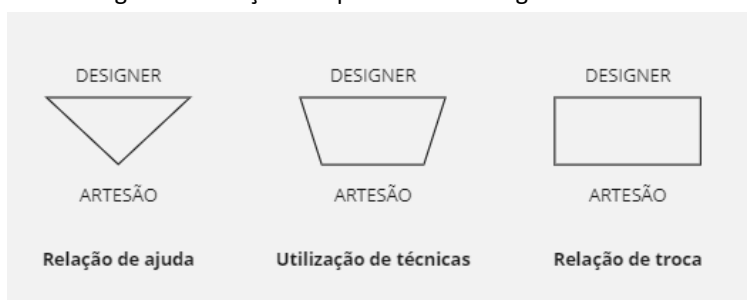 DESIGNER DESIGNER DESIGNER
ARTESÃO ARTESÃO ARTESÃO
Relação de ajuda Utilização de técnicas Relação de troca